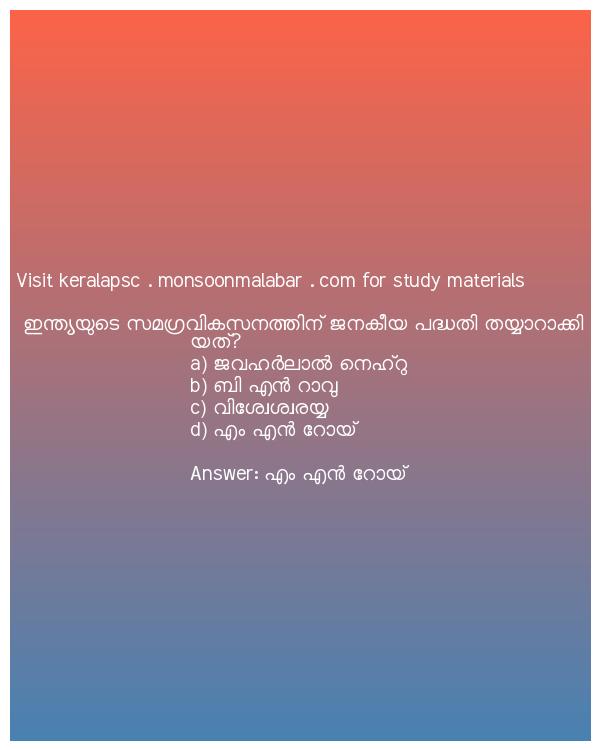 Visit keralapsc . monsoonmalabar . com for study materials
ഇന്ത്യയുടെ സമഗ്രവികസനത്തിന് ജനകീയ പദ്ധതി തയ്യാറാക്കി
യത്?
a) ജവഹർലാൽ നെഹ്റു
b) ബി എൻ റാവു
c) വിശ്വേശ്വരയ്യ
d) എം എൻ റോയ്
Answer: എം എൻ റോയ്